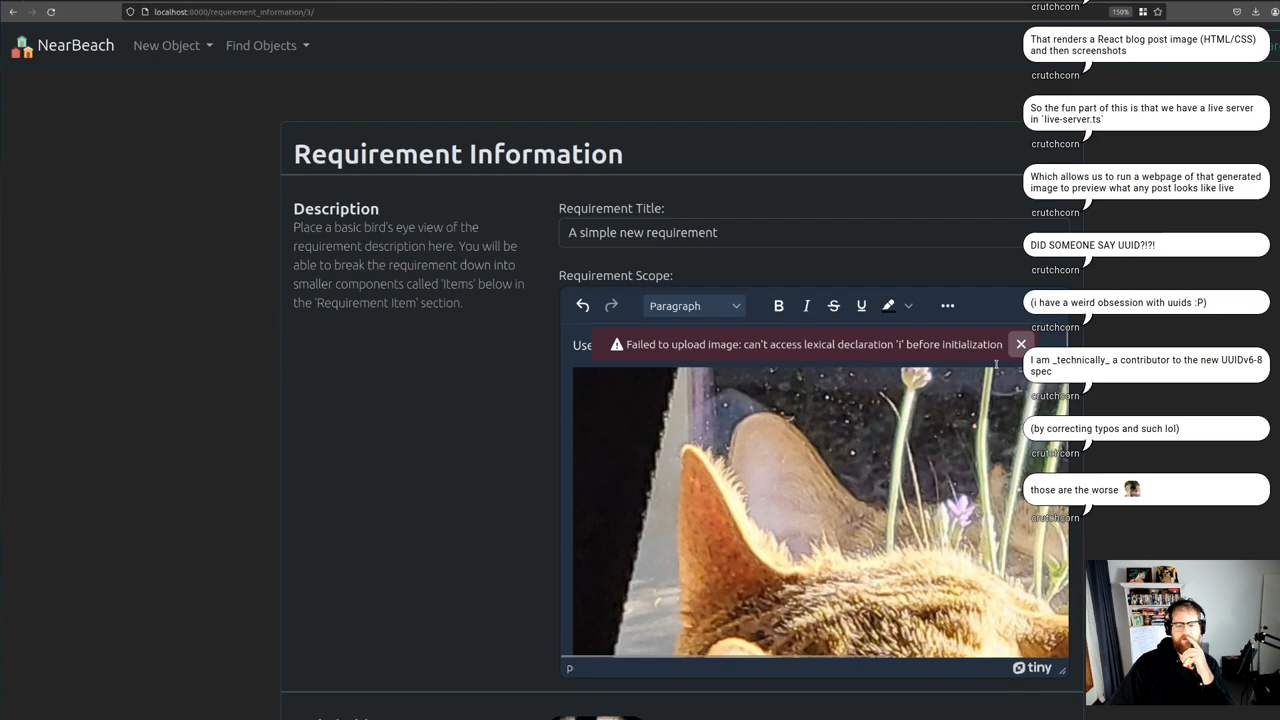 localhost:8000/requirement_information/3/
150%
NearBeach
New Object
Find Objects
Requirement Information
Description
Place a basic bird's eye view of the
requirement description here. You will be
able to break the requirement down into
smaller components called 'Items' below in
the 'Requirement Item' section.
Requirement Title:
A simple new requirement
Requirement Scope:
Paragraph
B I S U
Use
Failed to upload image: can't access lexical declaration 'i' before initialization
p
tiny
crutchcorn
That renders a React blog post image (HTML/CSS)
and then screenshots
crutchcorn
So the fun part of this is that we have a live server
in `live-server.ts`
crutchcorn
Which allows us to run a webpage of that generated
image to preview what any post looks like live
crutchcorn
DID SOMEONE SAY UUID?!?!
crutchcorn
(i have a weird obsession with uuids :P)
crutchcorn
I am _technically_ a contributor to the new UUIDv6-8
spec
crutchcorn
(by correcting typos and such lol)
crutchcorn
those are the worse
crutchcorn